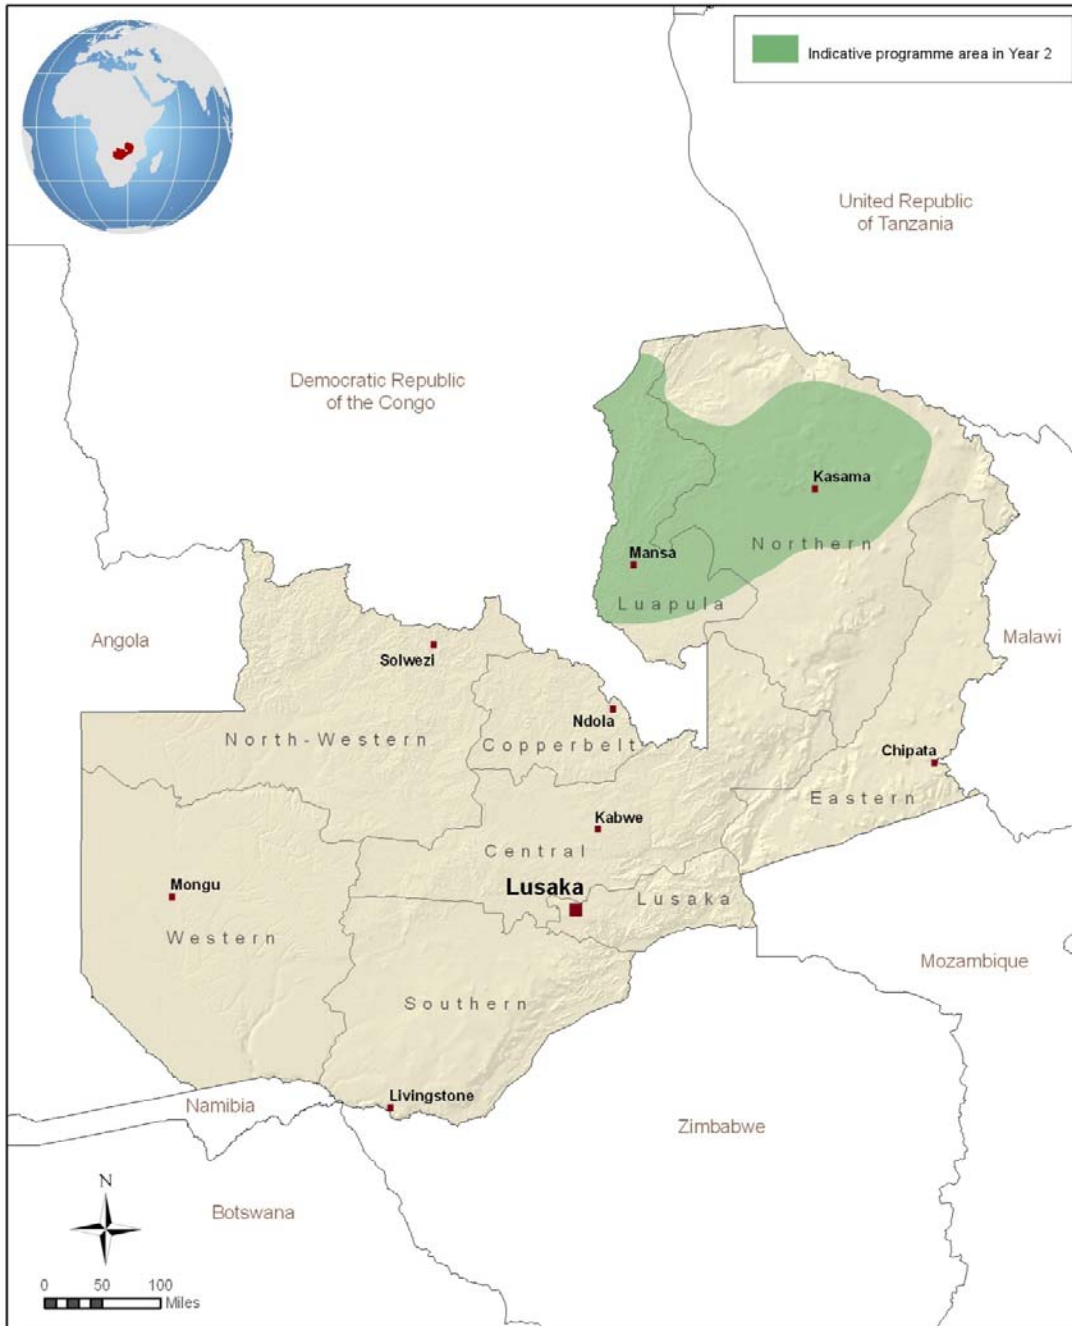 Indicative programme area in Year 2
United Republic
of Tanzania
Democratic Republic
of the Congo
Kasama
Northern
Mansa
Luapula
Angola
Malawi
Solwezi
Ndola
North-Western
Copperbelt
Chipata
Eastern
Kabwe
Central
Mongu
Lusaka
Lusaka
Western
Mozambique
Southern
Livingstone
Namibia
Zimbabwe
N
Botswana
0 50 100
Miles